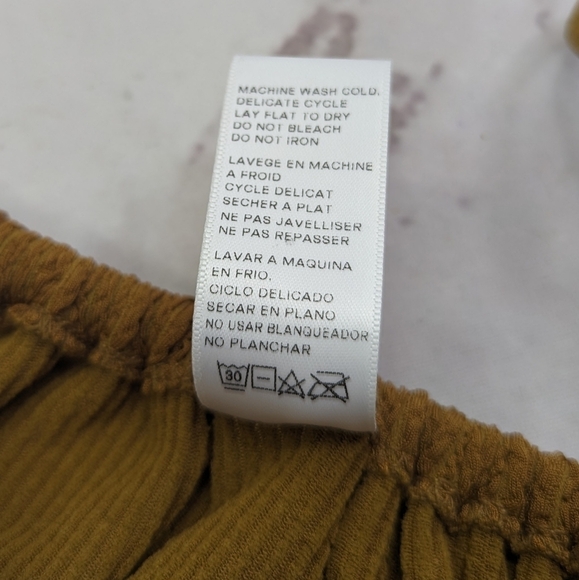 MACHINE WASH COLD.
DELICATE CYCLE
LAY FLAT TO DRY
DO NOT BLEACH
DO NOT IRON
LAVEGE EN MACHINE
A FROID
CYCLE DELICAT
SECHER A PLAT
NE PAS JAVELLISER
NE PAS REPASSER
LAVAR A MAQUINA
EN FRIO.
CICLO DELICADO
SECAR EN PLANO
NO USAR BLANQUEADOR
NO PLANCHAR
30